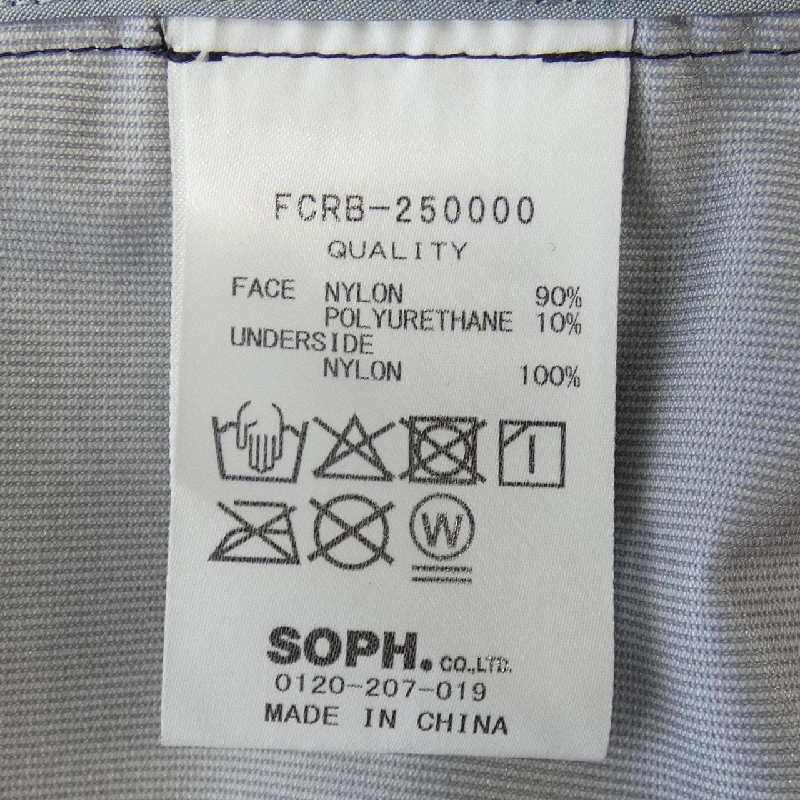 FCRB-250000
QUALITY
FACE NYLON 90%
POLYURETHANE 10%
UNDERSIDE
NYLON 100%
W
SOPH. CO.,LTD.
0120-207-019
MADE IN CHINA